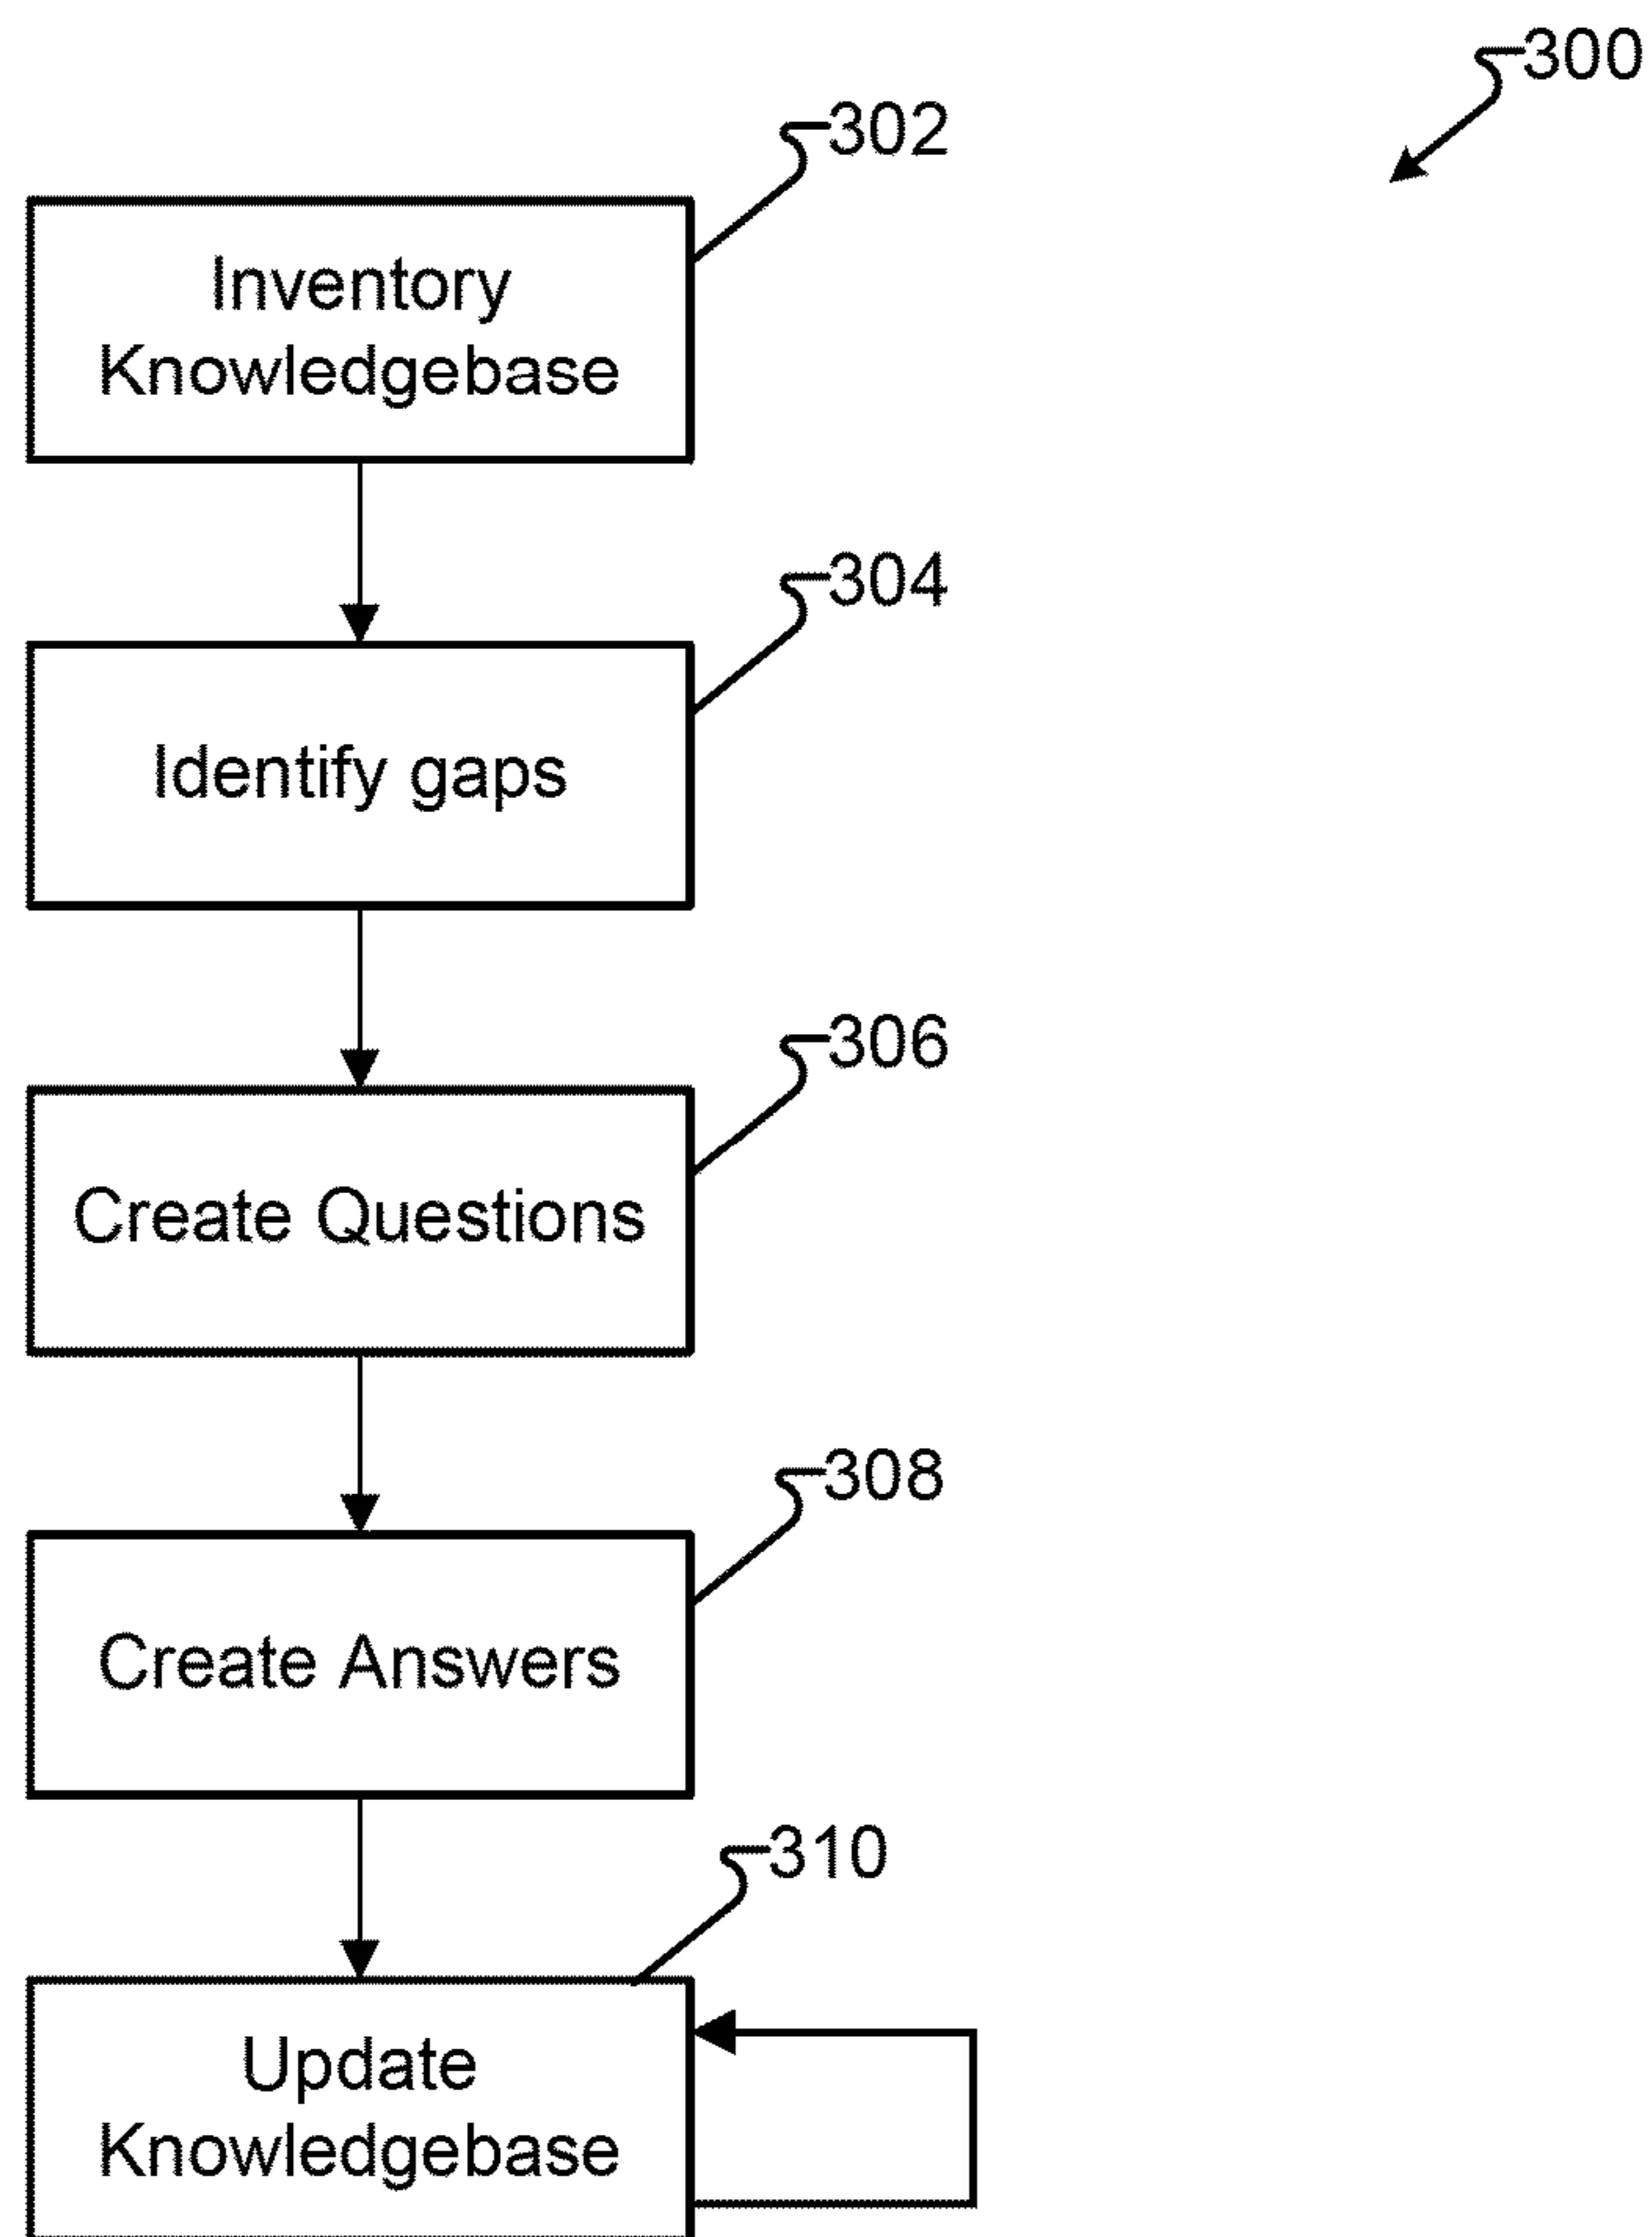 300
302
Inventory
Knowledgebase
304
Identify gaps
306
Create Questions
308
Create Answers
310
Update
Knowledgebase